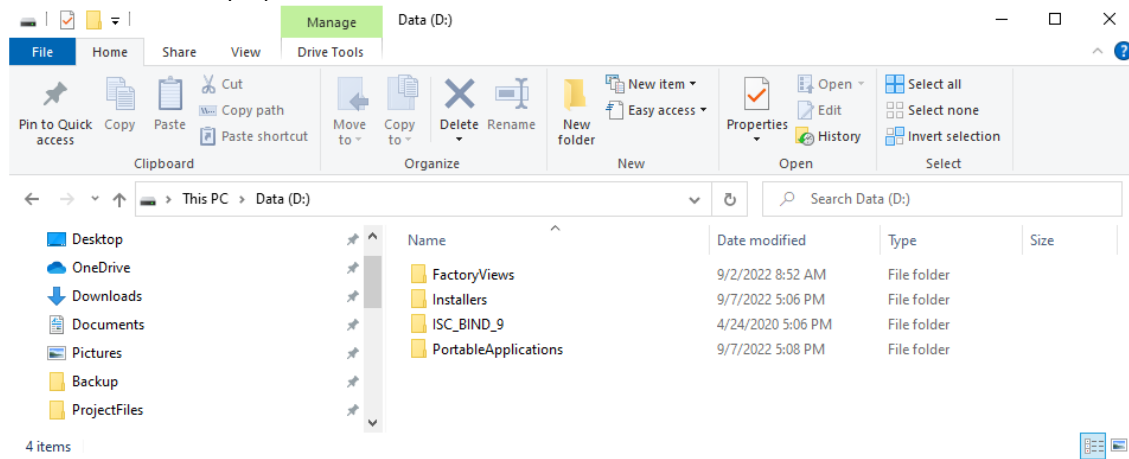 Manage Data (D:)
File Home Share View Drive Tools
Pin to Quick access
Copy
Paste
Cut
Copy path
Paste shortcut
Clipboard
Move to
Copy to
Delete
Rename
Organize
New folder
New item
Easy access
New
Properties
Open
Edit
History
Open
Select all
Select none
Invert selection
Select
This PC > Data (D:)
Search Data (D:)
Desktop
OneDrive
Downloads
Documents
Pictures
Backup
ProjectFiles
Name Date modified Type Size
FactoryViews 9/2/2022 8:52 AM File folder
Installers 9/7/2022 5:06 PM File folder
ISC_BIND_9 4/24/2020 5:06 PM File folder
PortableApplications 9/7/2022 5:08 PM File folder
4 items